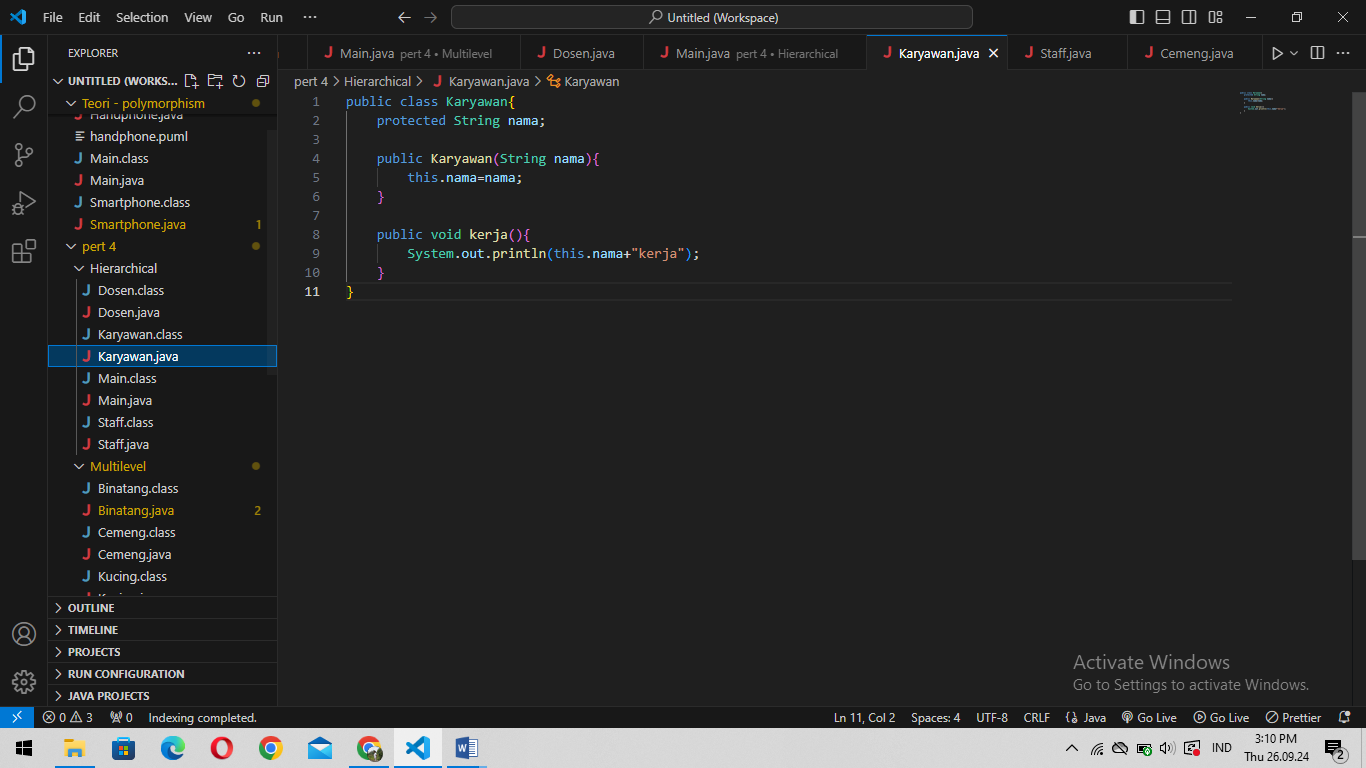 File Edit Selection View Go Run ··· Untitled (Workspace)
EXPLORER ···
Main.java pert 4 • Multilevel Dosen.java Main.java pert 4 • Hierarchical Karyawan.java Staff.java Cemeng.java
UNTITLED (WORKS...
pert 4 > Hierarchical > Karyawan.java > Karyawan
Teori - polymorphism
Handphone.java
handphone.puml
Main.class
Main.java
Smartphone.class
Smartphone.java 1
pert 4
Hierarchical
Dosen.class
Dosen.java
Karyawan.class
Karyawan.java
Main.class
Main.java
Staff.class
Staff.java
Multilevel
Binatang.class
Binatang.java 2
Cemeng.class
Cemeng.java
Kucing.class
OUTLINE
TIMELINE
PROJECTS
RUN CONFIGURATION
JAVA PROJECTS
1 public class Karyawan{
2 protected String nama;
3
4 public Karyawan(String nama){
5 this.nama=nama;
6 }
7
8 public void kerja(){
9 System.out.println(this.nama+"kerja");
10 }
11 }
Activate Windows
Go to Settings to activate Windows.
0 3 0 Indexing completed. Ln 11, Col 2 Spaces: 4 UTF-8 CRLF Java Go Live Go Live Prettier
IND
3:10 PM
Thu 26.09.24
2